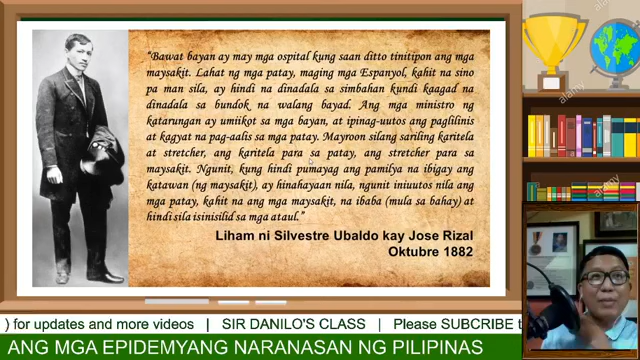 “Bawat bayan ay may mga ospital kung saan ditto tinitipon ang mga
maysakit. Lahat ng mga patay, maging mga Espanyol, kahit na sino
pa man sila, ay hindi na dinadala sa simbahan kundi kaagad na
dinadala sa bundok na walang bayad. Ang mga ministro ng
katarungan ay umiikot sa mga bayan, at ipinag-uutos ang paglilinis
at kagyat na pag-aalis sa mga patay. Mayroon silang sariling karitela
at stretcher, ang karitela para sa patay, ang stretcher para sa
maysakit. Ngunit, kung hindi pumayag ang pamilya na ibigay ang
katawan (ng maysakit), ay hinahayaan nila, ngunit iniuutos nila ang
mga patay, kahit na ang mga maysakit, na ibaba (mula sa bahay) at
hindi sila isinisilid sa mga ataul.”
Liham ni Silvestre Ubaldo kay Jose Rizal
Oktubre 1882
alamy
alamy
alamy
) for updates and more videos | SIR DANILO'S CLASS | Please SUBSCRIBE t
ANG MGA EPIDEMYANG NARANASAN NG PILIPINAS